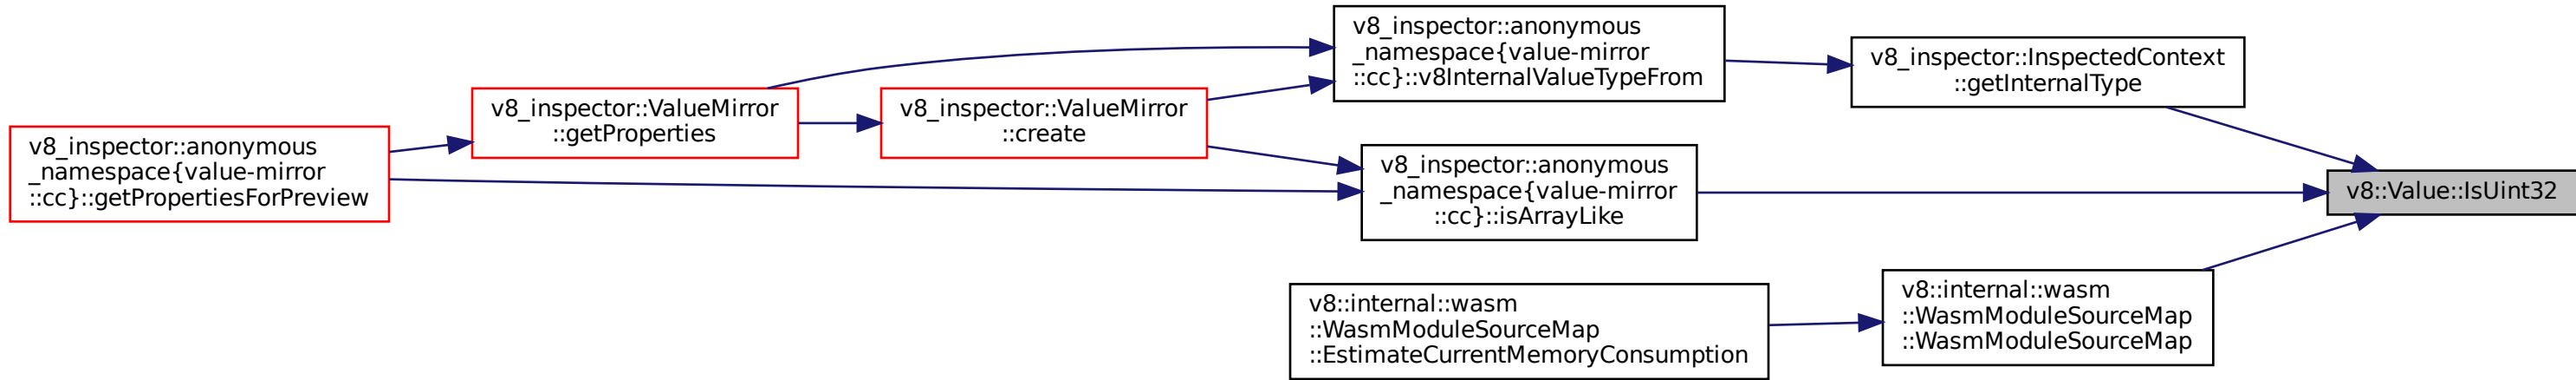 v8_inspector::anonymous
_namespace{value-mirror
::cc}::getPropertiesForPreview
v8_inspector::ValueMirror
::getProperties
v8_inspector::ValueMirror
::create
v8_inspector::anonymous
_namespace{value-mirror
::cc}::v8InternalValueTypeFrom
v8_inspector::anonymous
_namespace{value-mirror
::cc}::isArrayLike
v8::internal::wasm
::WasmModuleSourceMap
::EstimateCurrentMemoryConsumption
v8_inspector::InspectedContext
::getInternalType
v8::internal::wasm
::WasmModuleSourceMap
::WasmModuleSourceMap
v8::Value::IsUint32